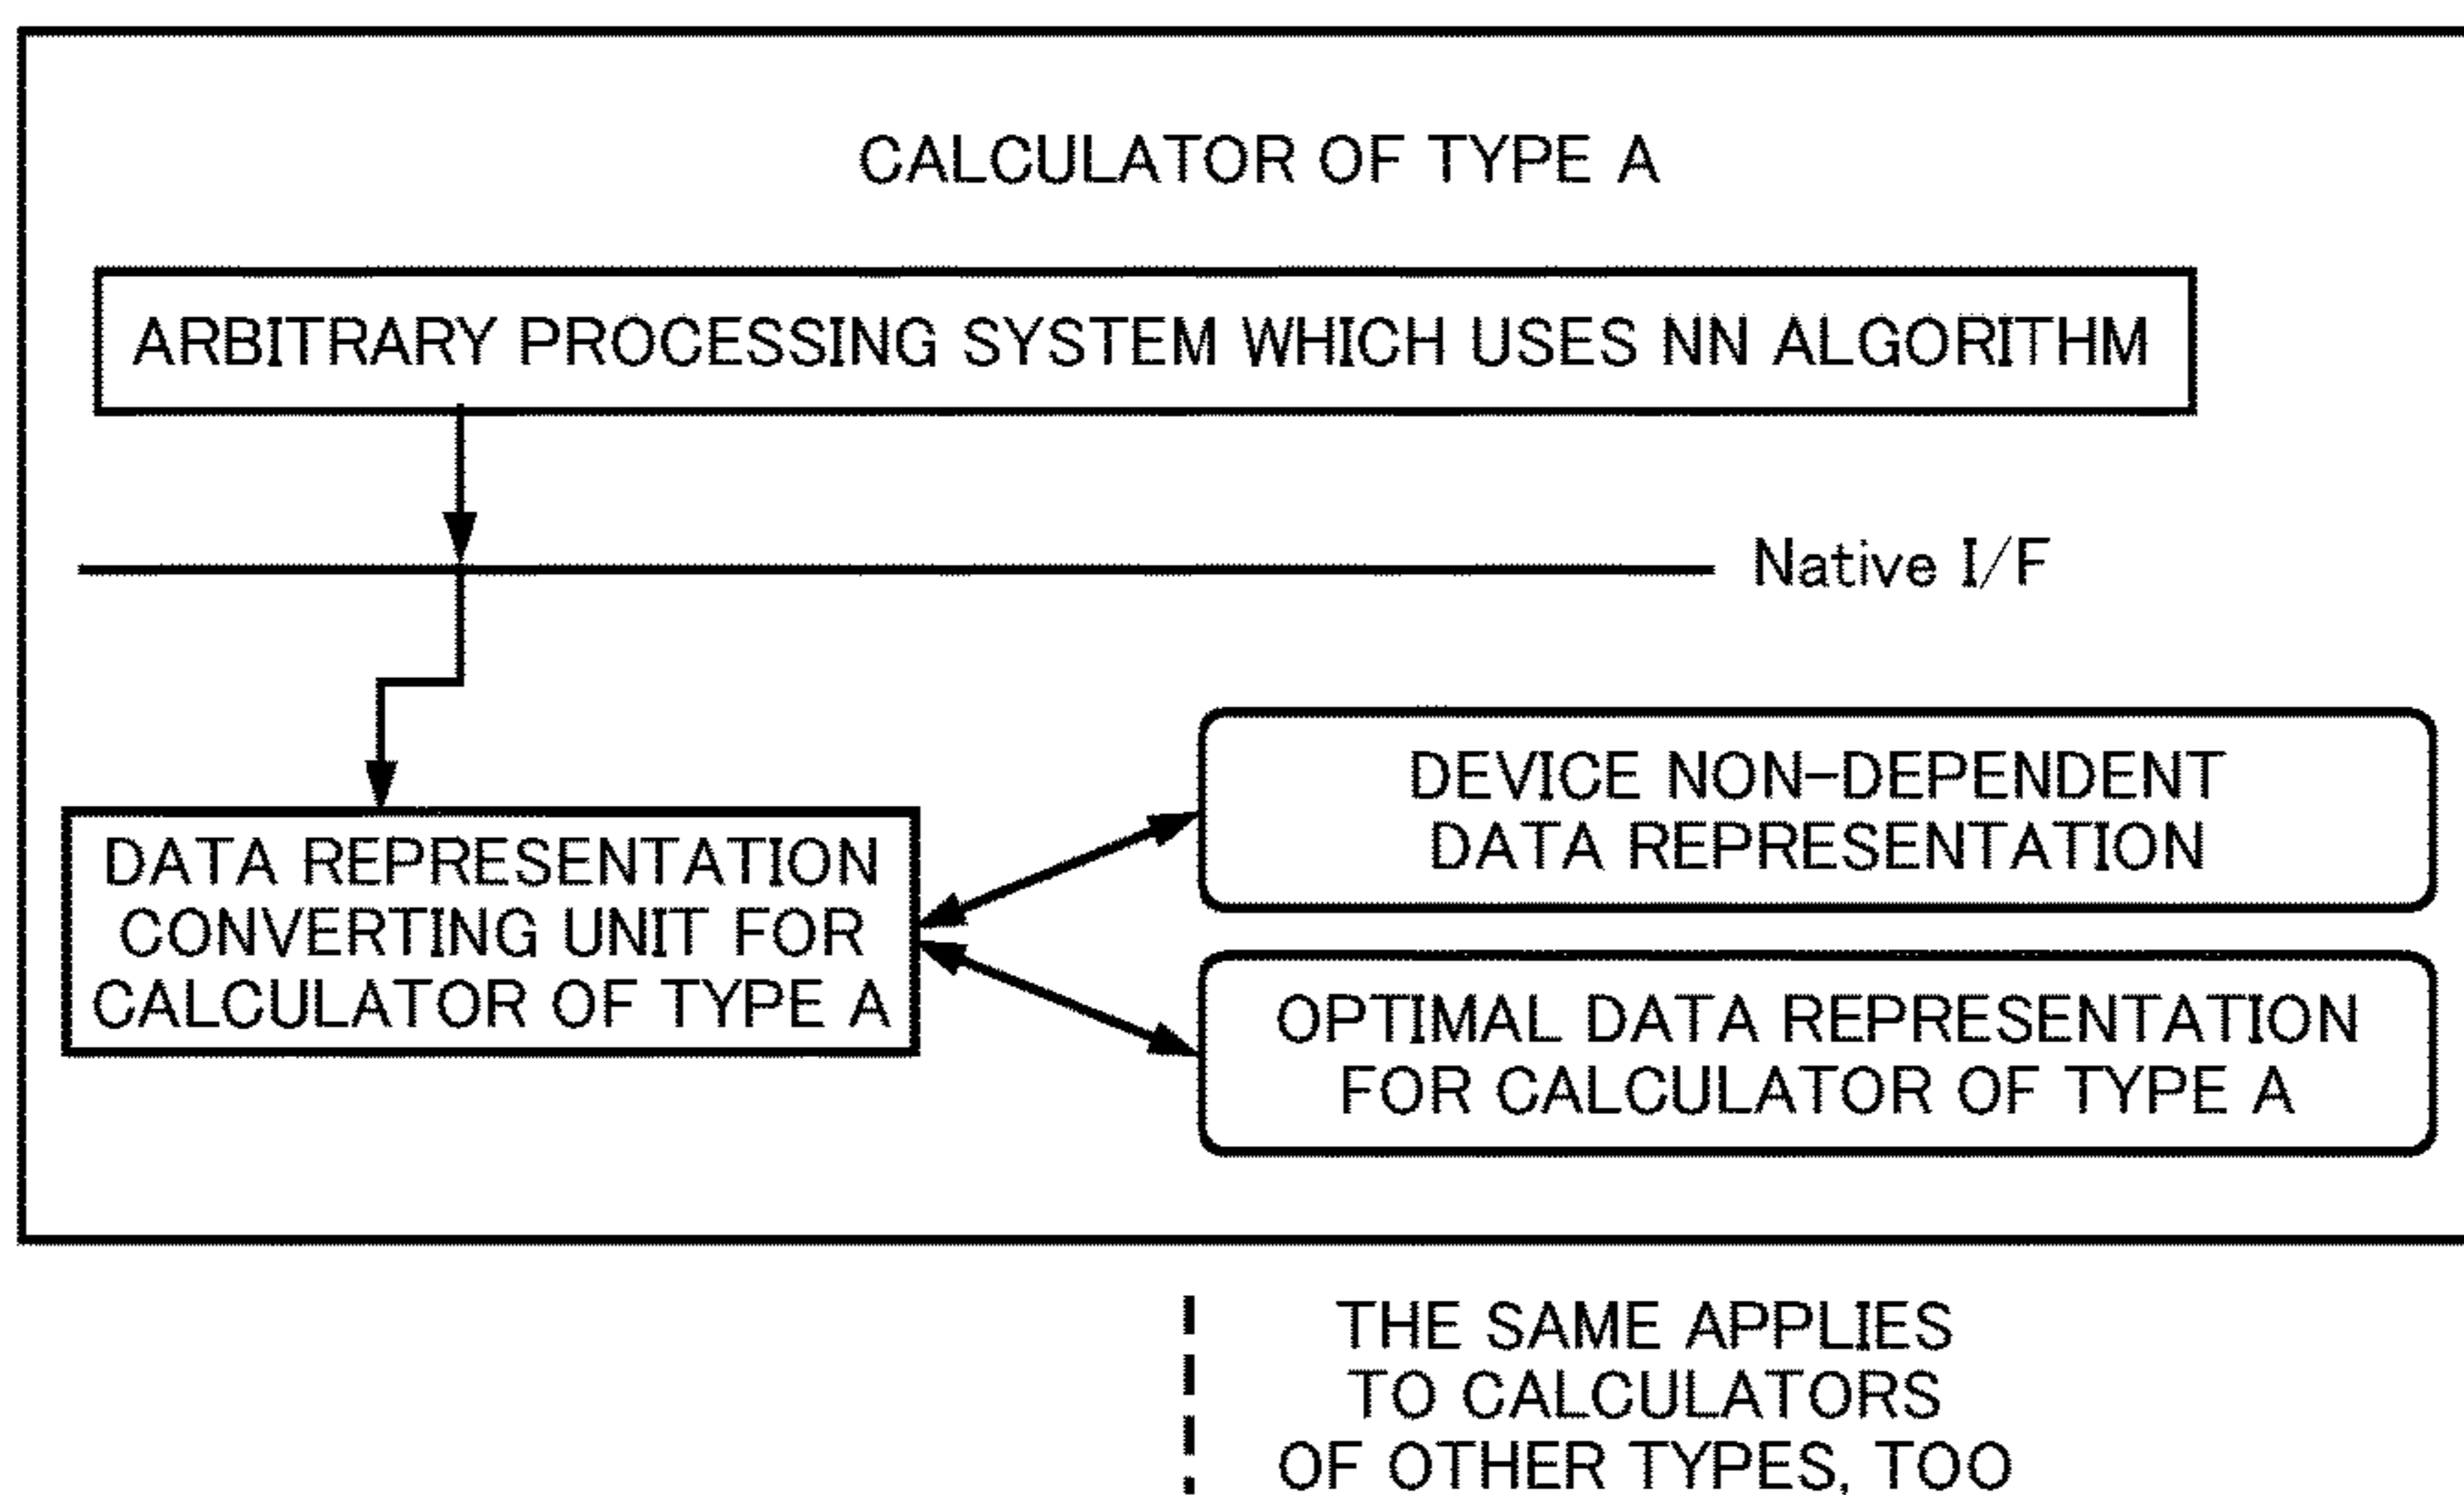 CALCULATOR OF TYPE A
ARBITRARY PROCESSING SYSTEM WHICH USES NN ALGORITHM
Native I/F
DEVICE NON-DEPENDENT
DATA REPRESENTATION
DATA REPRESENTATION
CONVERTING UNIT FOR
CALCULATOR OF TYPE A
OPTIMAL DATA REPRESENTATION
FOR CALCULATOR OF TYPE A
THE SAME APPLIES
TO CALCULATORS
OF OTHER TYPES, TOO